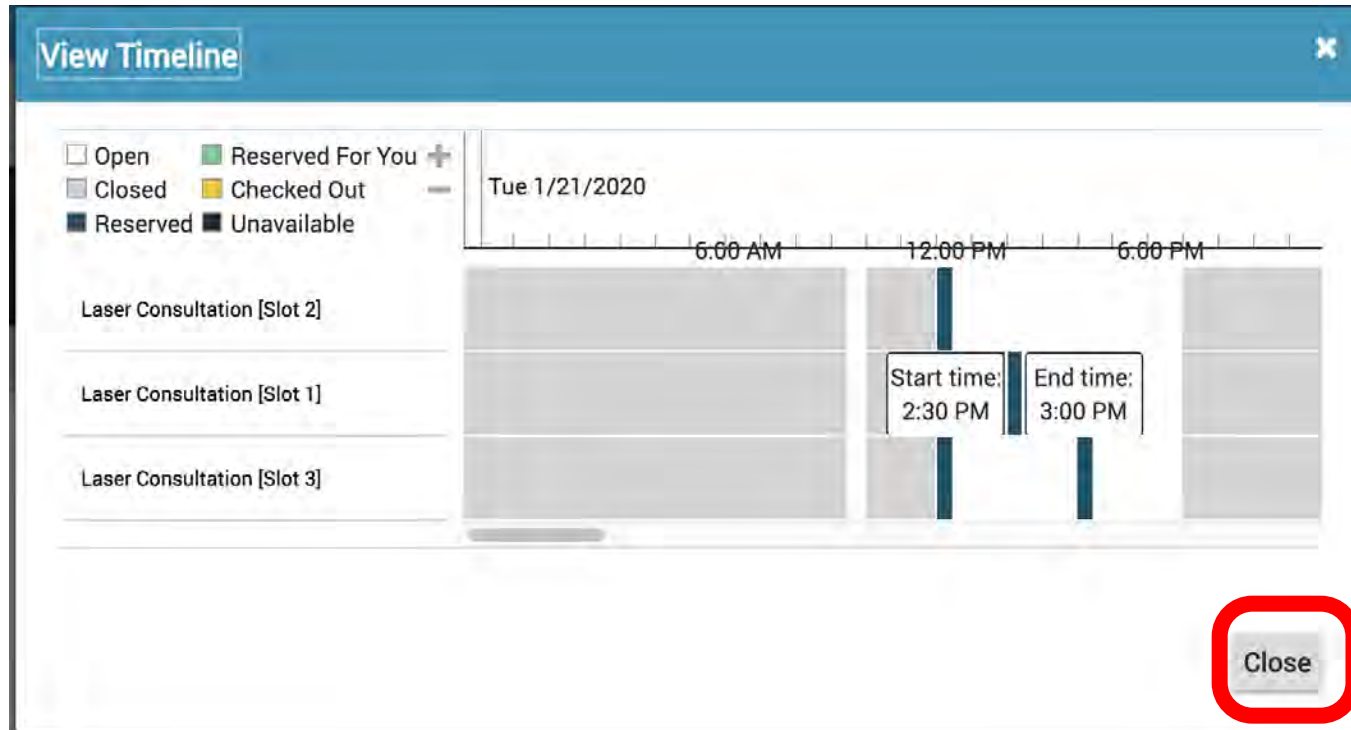 View Timeline
Open Reserved For You
Closed Checked Out
Reserved Unavailable
Tue 1/21/2020
6:00 AM 12:00 PM 6:00 PM
Laser Consultation [Slot 2]
Laser Consultation [Slot 1]
Start time: End time:
2:30 PM 3:00 PM
Laser Consultation [Slot 3]
Close